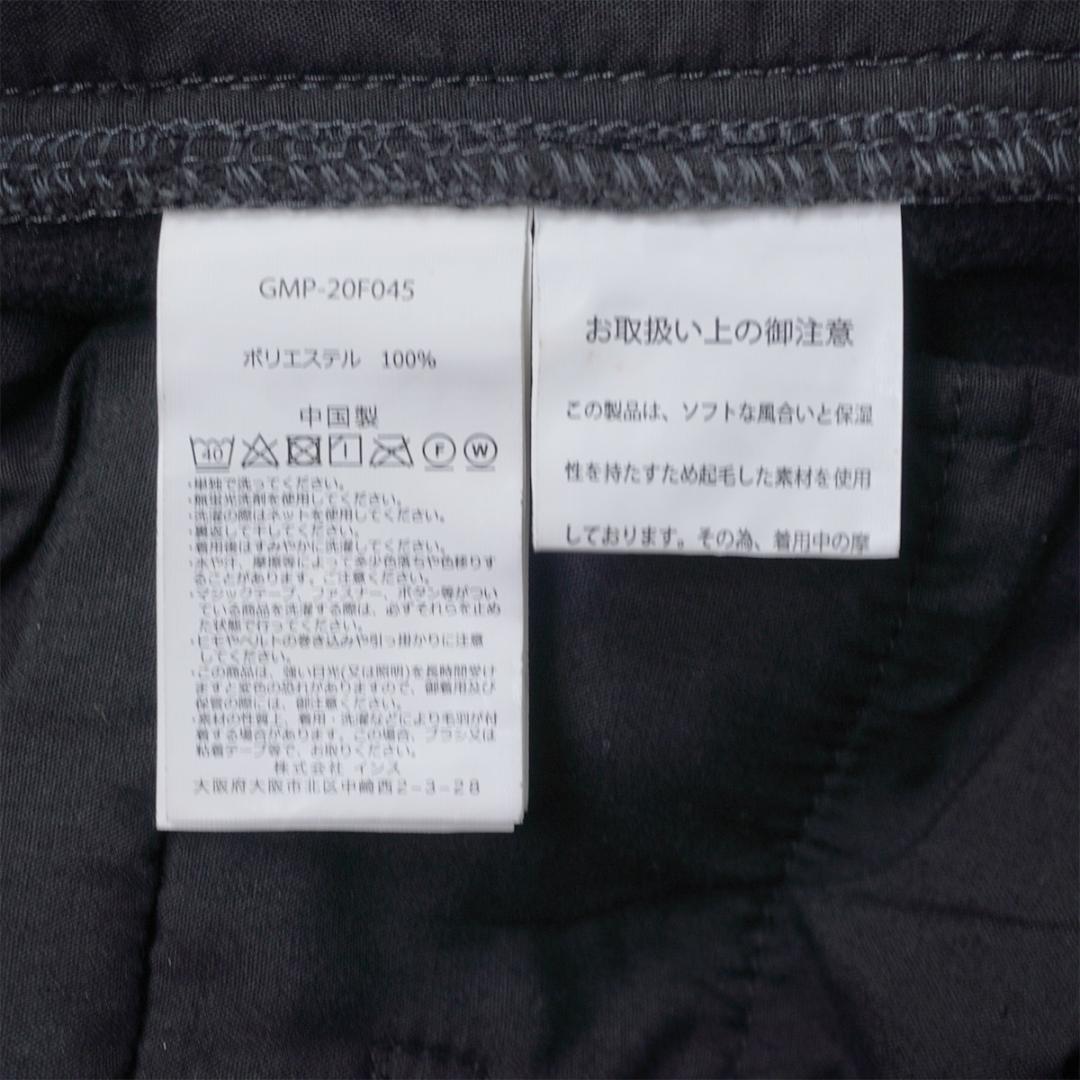 GMP-20F045
ポリエステル 100%
中国製
40
F W
・単独で洗ってください。
・無蛍光洗剤を使用してください。
・洗濯の際はネットを使用してください。
・裏返して干してください。
・着用後はすみやかに洗濯してください。
・水や汗、摩擦等によって多少色落ちや色移りす
ることがあります。ご注意ください。
・マジックテープ、ファスナー、ボタン等がつい
ている商品を洗濯する際は、必ずそれらを止め
た状態で行ってください。
・ヒモやベルトの巻き込みや引っ掛かりに注意
してください。
・この商品は、強い日光(又は照明)を長時間受け
ますと変色の恐れがありますので、御着用及び
保管の際には、御注意ください。
・素材の性質上、着用・洗濯などにより毛羽が付
着する場合があります。この場合、ブラシ又は
粘着テープ等で、お取りください。
株式会社 インス
大阪府大阪市北区中崎西2-3-28
お取扱い上の御注意
この製品は、ソフトな風合いと保湿
性を持たすため起毛した素材を使用
しております。その為、着用中の摩